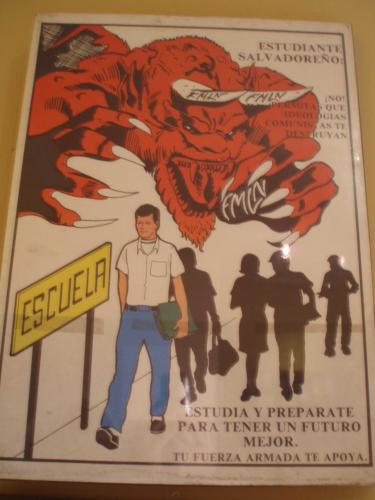 ESTUDIANTE
SALVADOREÑO:
¡NO!
PERMITAS QUE
IDEOLOGIAS
COMUNISTAS TE
DESTRUYAN
FMLN FMLN
FMLN
ESCUELA
ESTUDIA Y PREPARATE
PARA TENER UN FUTURO
MEJOR.
TU FUERZA ARMADA TE APOYA.